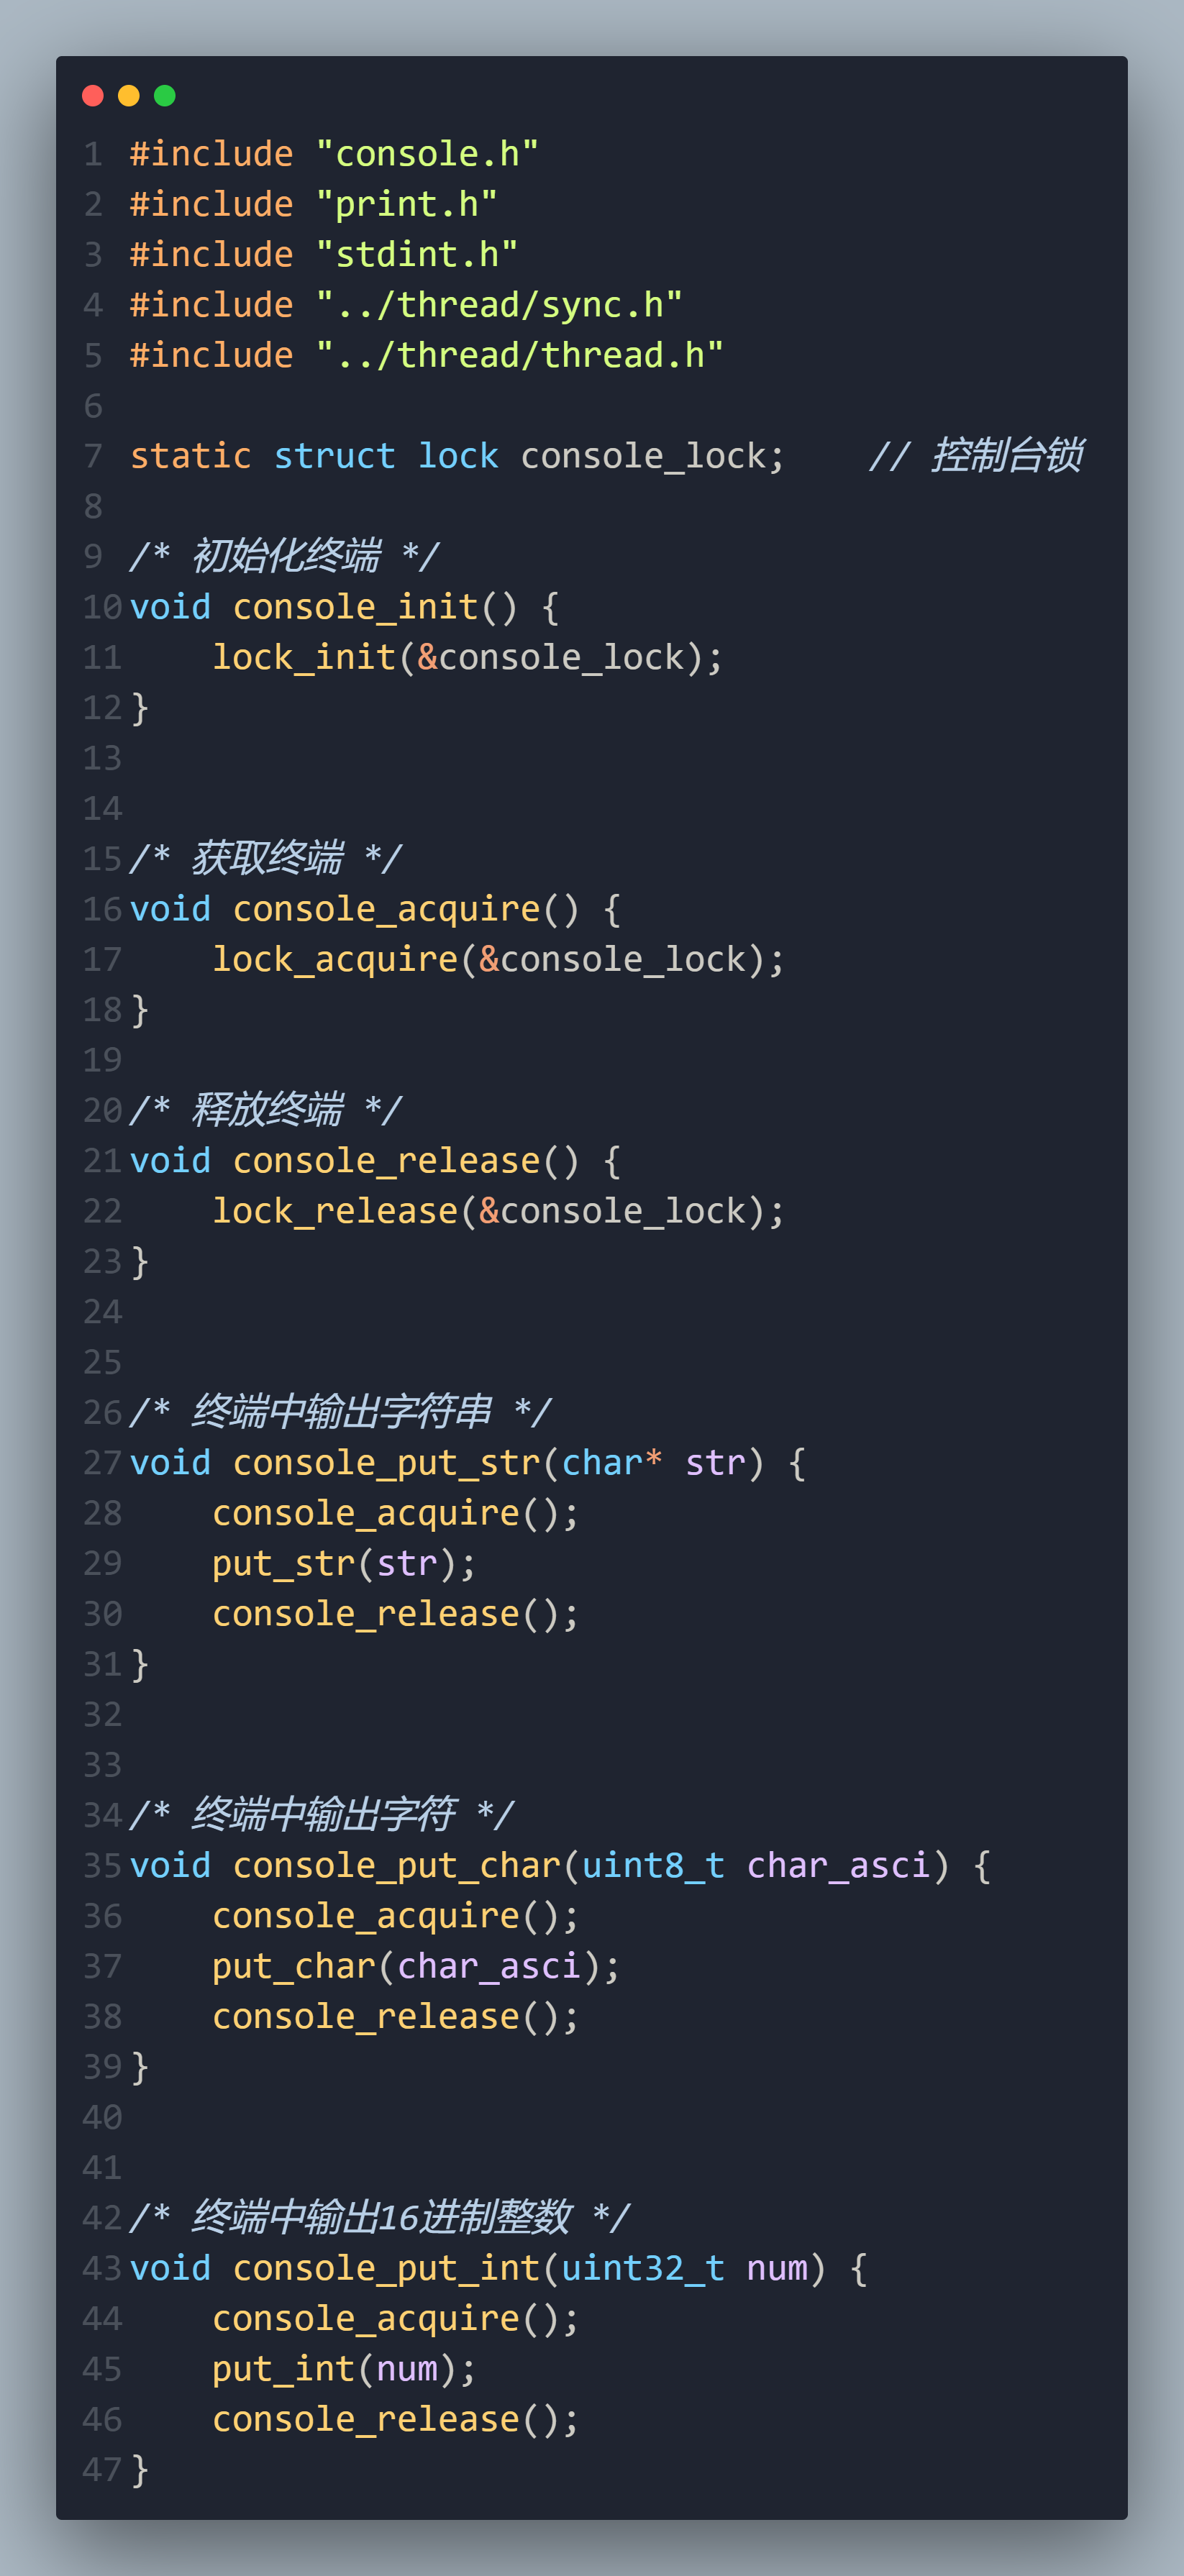 1 #include "console.h"
2 #include "print.h"
3 #include "stdint.h"
4 #include "../thread/sync.h"
5 #include "../thread/thread.h"
6
7 static struct lock console_lock;    // 控制台锁
8
9 /* 初始化终端 */
10 void console_init() {
11     lock_init(&console_lock);
12 }
13
14
15 /* 获取终端 */
16 void console_acquire() {
17     lock_acquire(&console_lock);
18 }
19
20 /* 释放终端 */
21 void console_release() {
22     lock_release(&console_lock);
23 }
24
25
26 /* 终端中输出字符串 */
27 void console_put_str(char* str) {
28     console_acquire();
29     put_str(str);
30     console_release();
31 }
32
33
34 /* 终端中输出字符 */
35 void console_put_char(uint8_t char_asci) {
36     console_acquire();
37     put_char(char_asci);
38     console_release();
39 }
40
41
42 /* 终端中输出16进制整数 */
43 void console_put_int(uint32_t num) {
44     console_acquire();
45     put_int(num);
46     console_release();
47 }